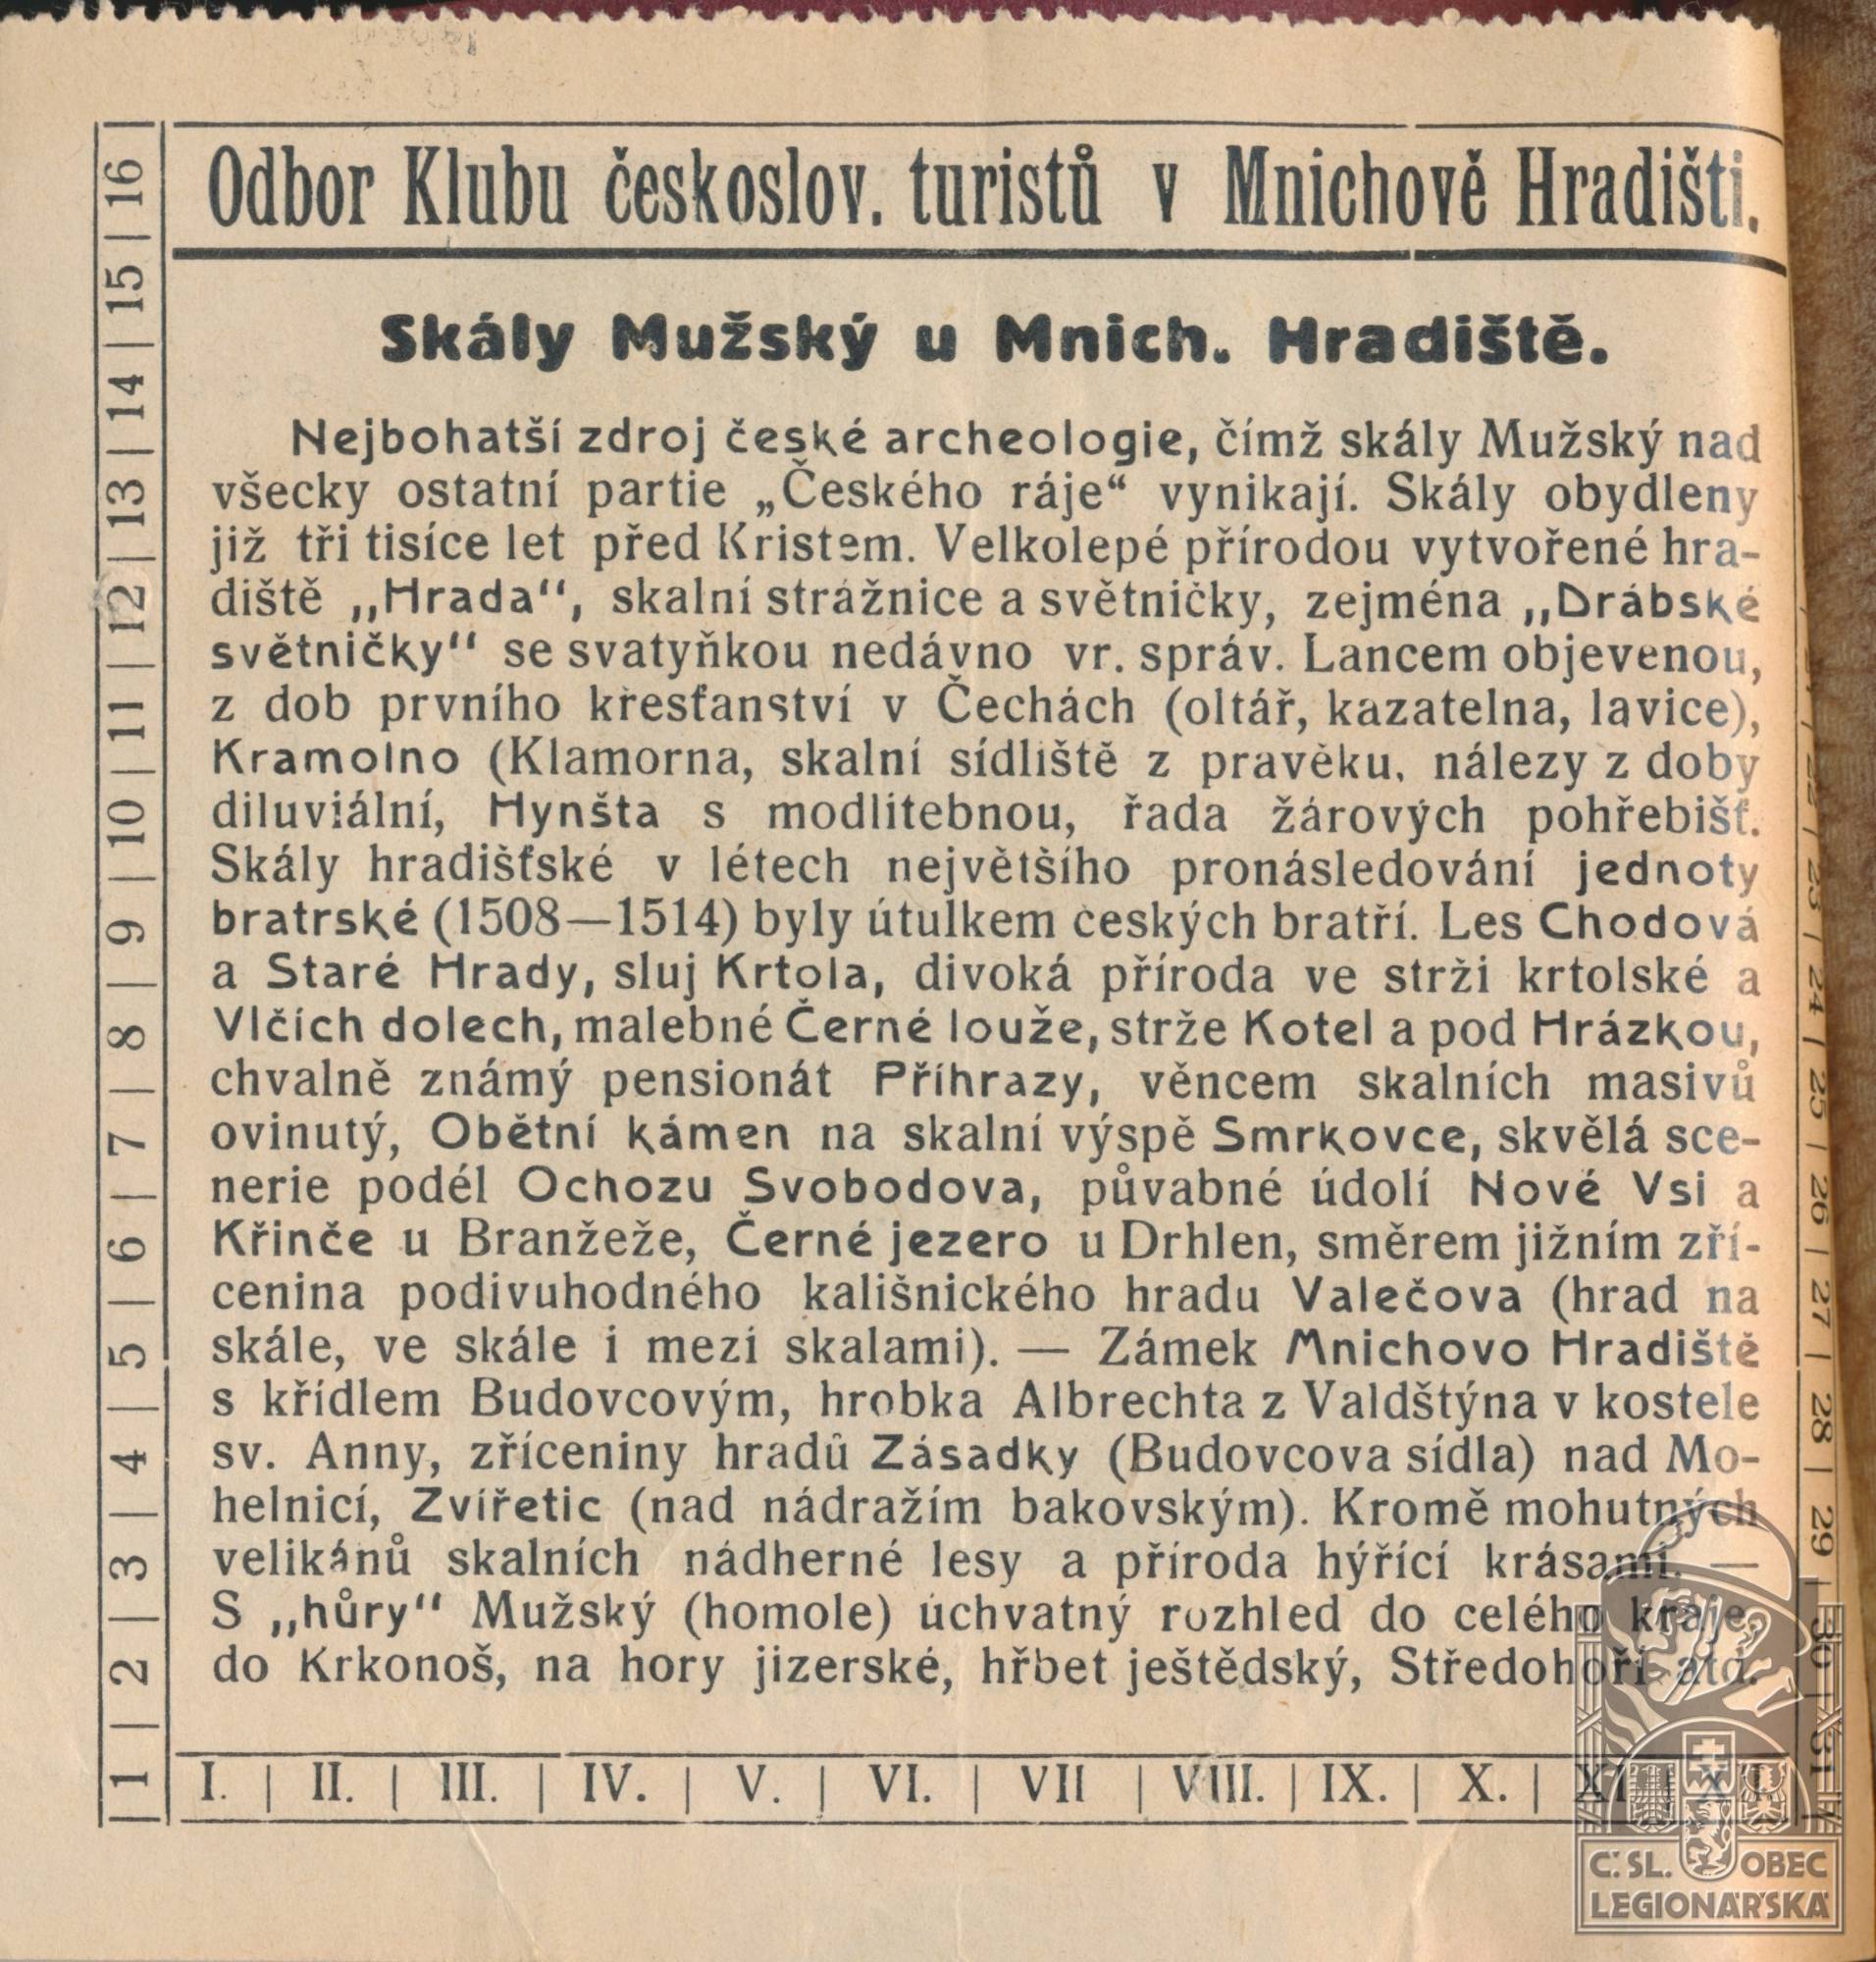 Odbor Klubu českoslov. turistů v Mnichově Hradišti.
Skály Mužský u Mnich. Hradiště.
Nejbohatší zdroj české archeologie, čímž skály Mužský nad
všecky ostatní partie „Českého ráje“ vynikají. Skály obydleny
již tři tisíce let před Kristem. Velkolepé přírodou vytvořené hra-
diště „Hrada“, skalní strážnice a světničky, zejména „Drábské
světničky“ se svatyňkou nedávno vr. správ. Lancem objevenou,
z dob prvního křesťanství v Čechách (oltář, kazatelna, lavice),
Kramolno (Klamorna, skalní sídliště z pravěku, nálezy z doby
diluviální, Hynšta s modlitebnou, řada žárových pohřebišť.
Skály hradišťské v létech největšího pronásledování jednoty
bratrské (1508—1514) byly útulkem českých bratří. Les Chodová
a Staré Hrady, sluj Krtola, divoká příroda ve strži krtolské a
Vlčích dolech, malebné Černé louže, strže Kotel a pod Hrázkou,
chvalně známý pensionát Příhrazy, věncem skalních masivů
ovinutý, Obětní kámen na skalní výspě Smrkovce, skvělá sce-
nerie podél Ochozu Svobodova, půvabné údolí Nové Vsi a
Křinče u Branžeže, Černé jezero u Drhlen, směrem jižním zří-
cenina podivuhodného kališnického hradu Valečova (hrad na
skále, ve skále i mezi skalami). — Zámek Mnichovo Hradiště
s křídlem Budovcovým, hrobka Albrechta z Valdštýna v kostele
sv. Anny, zříceniny hradů Zásadky (Budovcova sídla) nad Mo-
helnicí, Zvířetic (nad nádražím bakovským). Kromě mohutných
velikánů skalních nádherné lesy a příroda hýřící krásami. —
S „hůry“ Mužský (homole) úchvatný rozhled do celého kraje,
do Krkonoš, na hory jizerské, hřbet ještědský, Středohoří atd.
I. | II. | III. | IV. | V. | VI. | VII | VIII. | IX. | X. | XI. | XII.
1 | 2 | 3 | 4 | 5 | 6 | 7 | 8 | 9 | 10 | 11 | 12 | 13 | 14 | 15 | 16
22 | 23 | 24 | 25 | 26 | 27 | 28 | 29 | 30 | 31
Č. SL. OBEC
LEGIONÁŘSKÁ